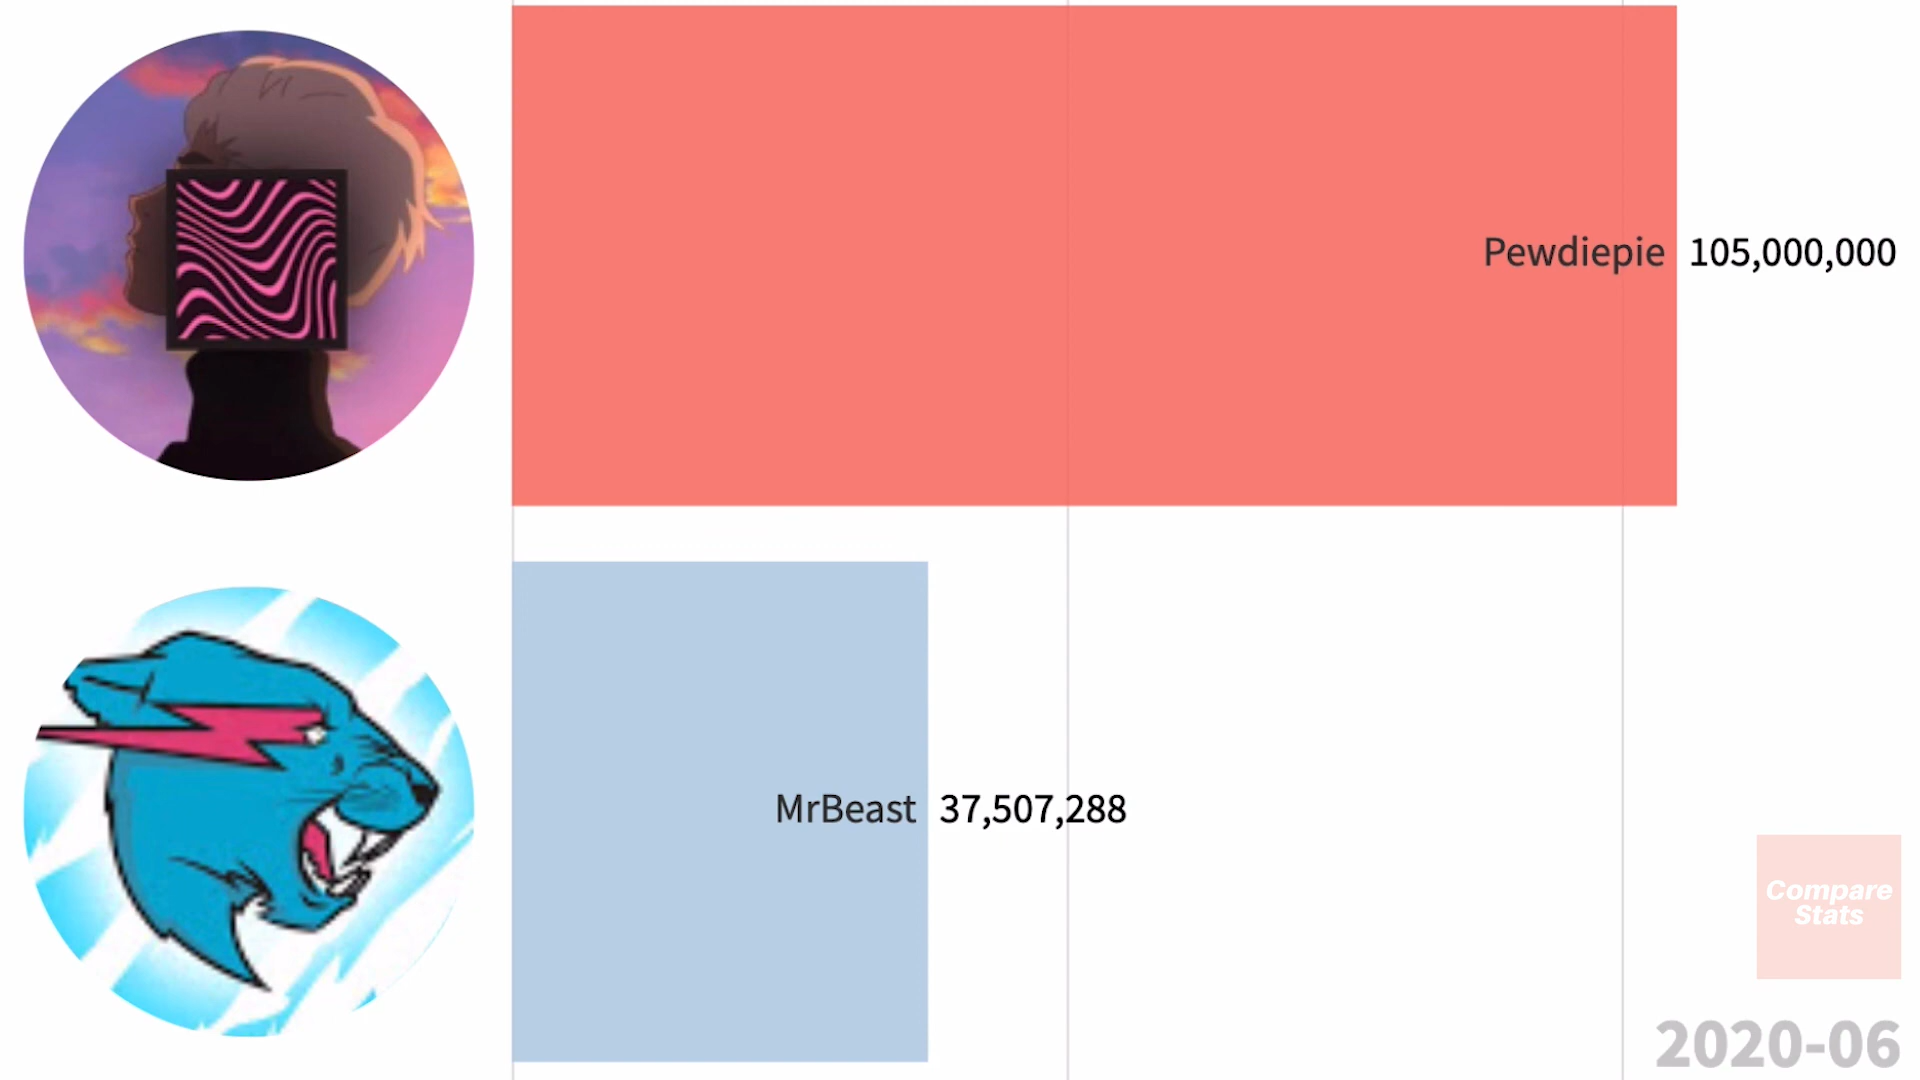 Pewdiepie 105,000,000
MrBeast 37,507,288
Compare
Stats
2020-06